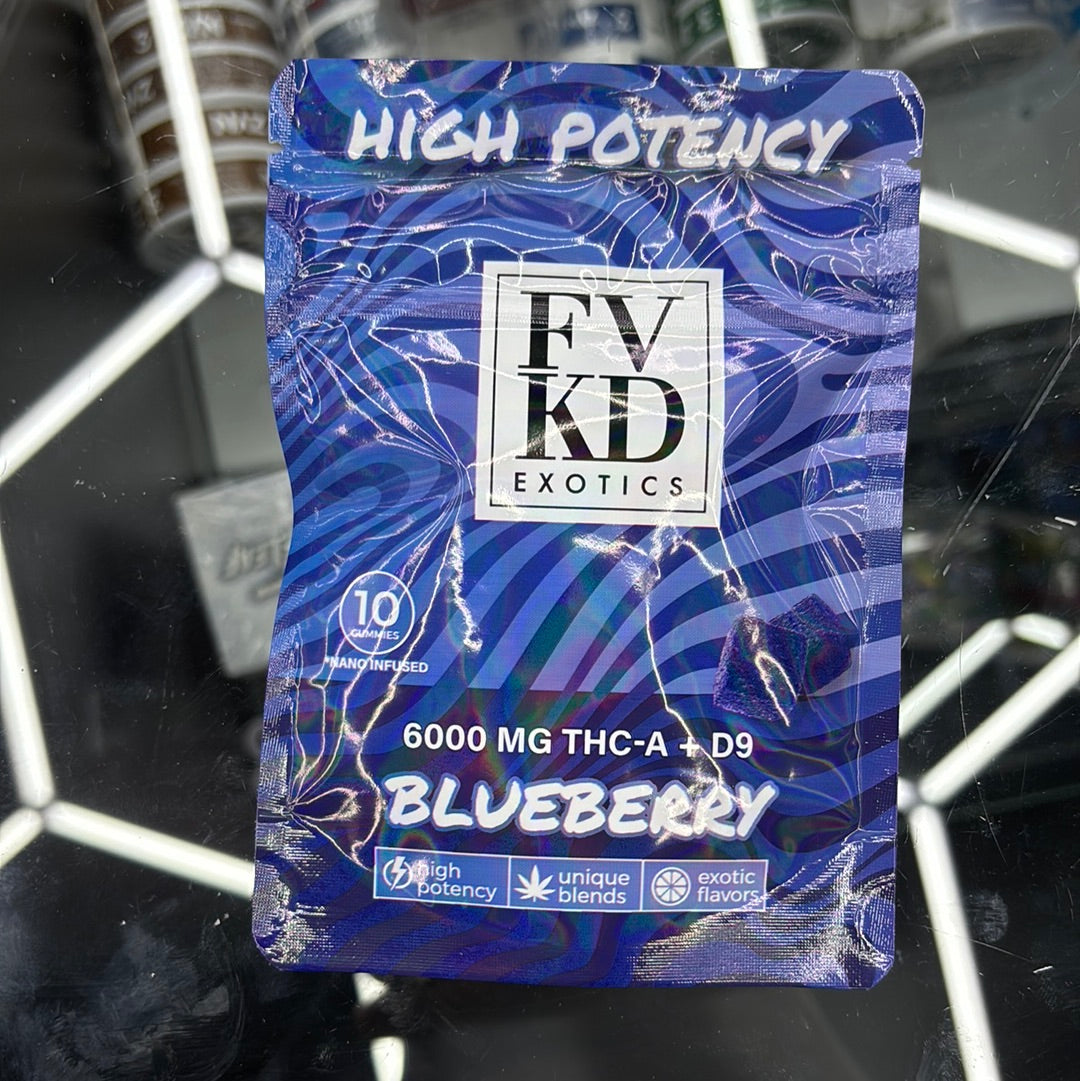 HIGH POTENCY
FV
KD
EXOTICS
10
GUMMIES
*NANO INFUSED
6000 MG THC-A + D9
BLUEBERRY
high
potency
unique
blends
exotic
flavors